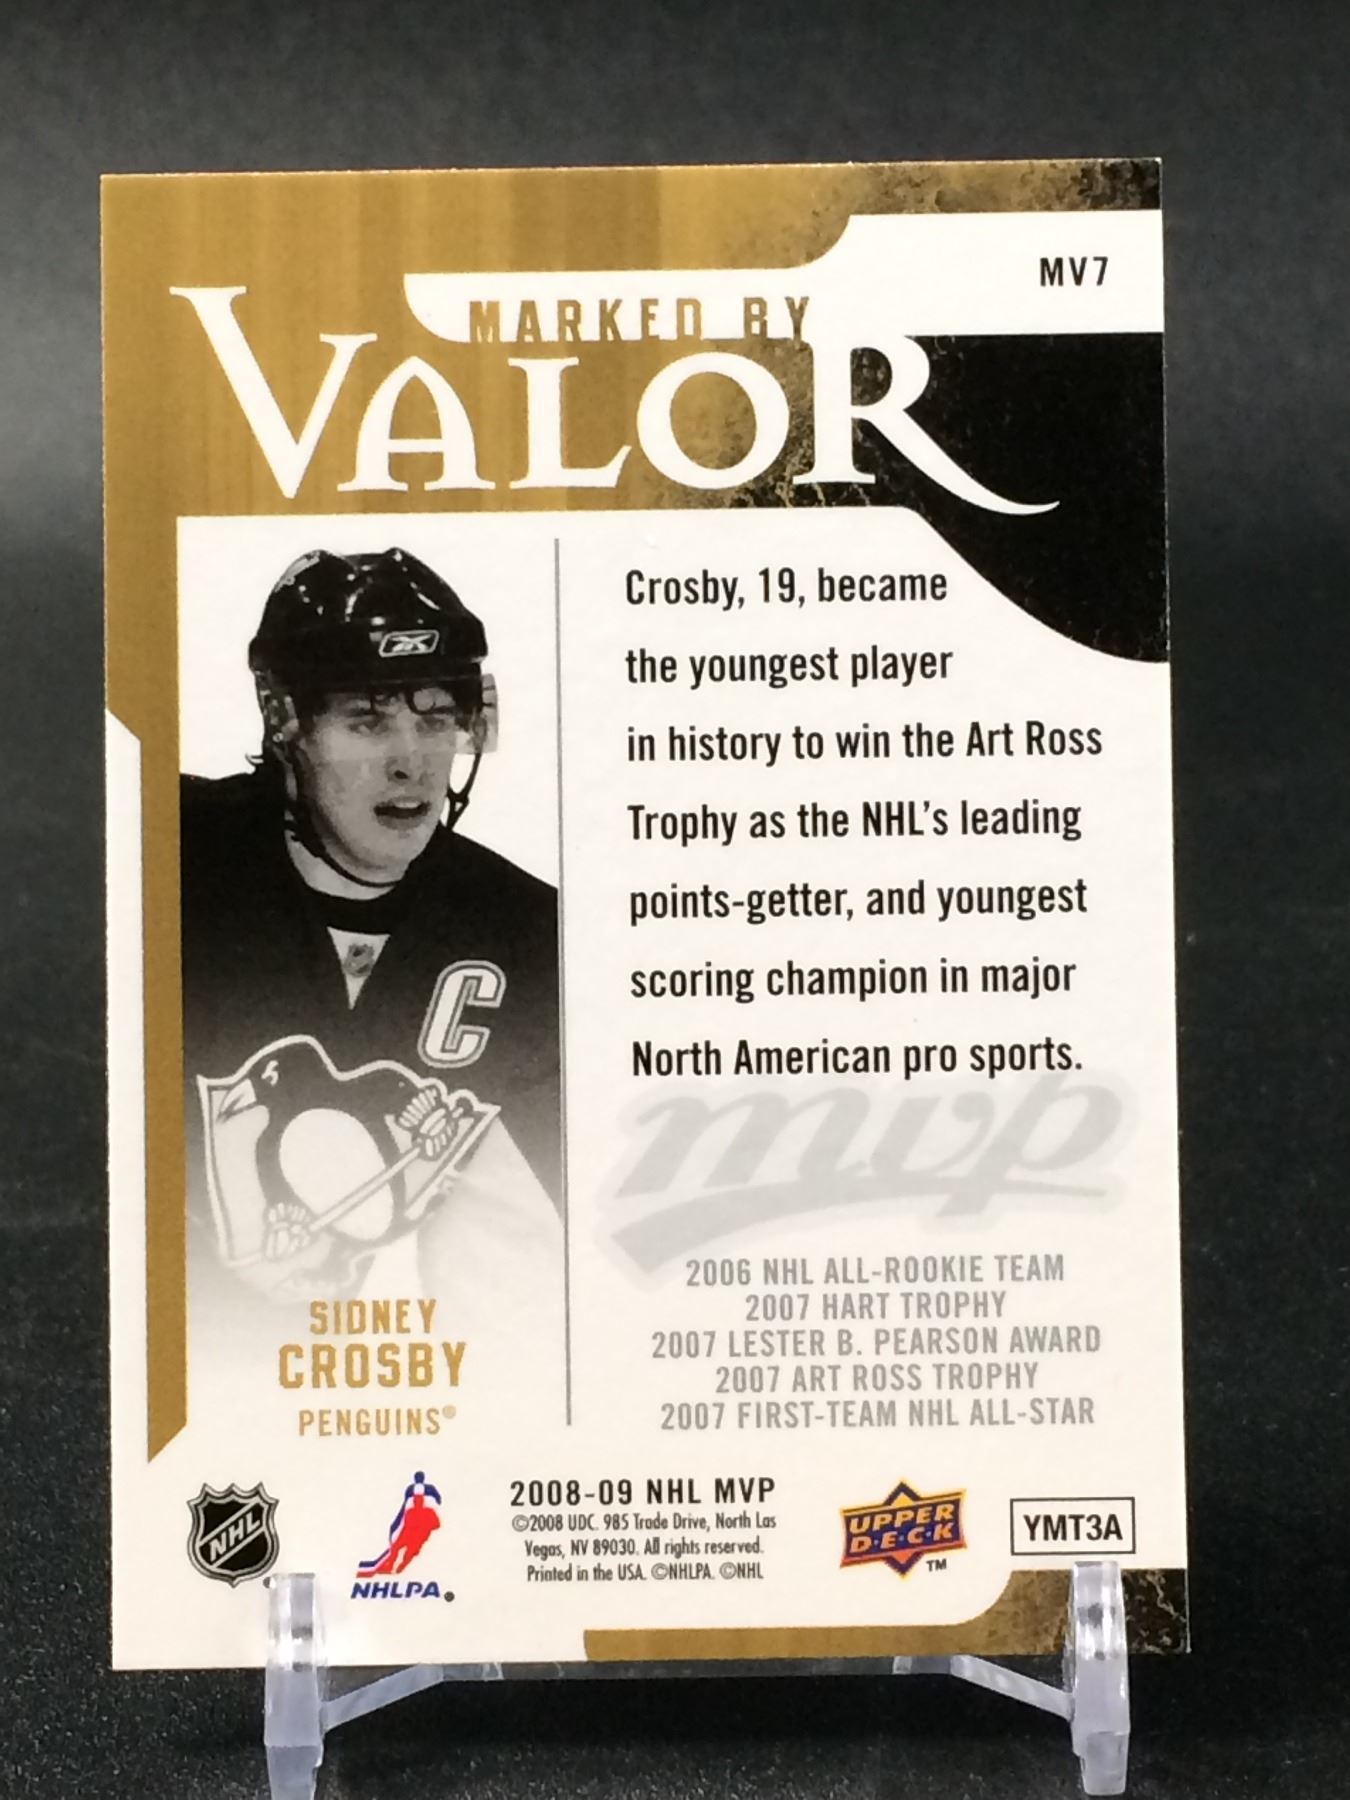 MV7
MARKED BY
VALOR
Crosby, 19, became
the youngest player
in history to win the Art Ross
Trophy as the NHL's leading
points-getter, and youngest
scoring champion in major
North American pro sports.
C
mvp
2006 NHL ALL-ROOKIE TEAM
2007 HART TROPHY
2007 LESTER B. PEARSON AWARD
2007 ART ROSS TROPHY
2007 FIRST-TEAM NHL ALL-STAR
SIDNEY
CROSBY
PENGUINS®
NHL
NHLPA®
2008-09 NHL MVP
©2008 UDC. 985 Trade Drive, North Las
Vegas, NV 89030. All rights reserved.
Printed in the USA. ©NHLPA. ©NHL
UPPER
D·E·C·K
™
YMT3A